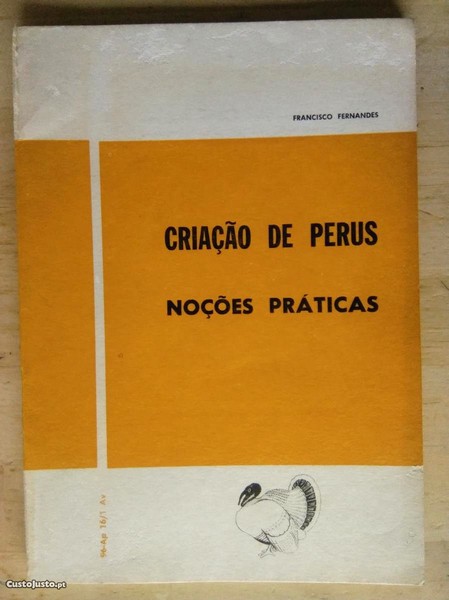 FRANCISCO FERNANDES
CRIAÇÃO DE PERUS
NOÇÕES PRÁTICAS
96-Ap 16/1 Av
CustoJusto.pt